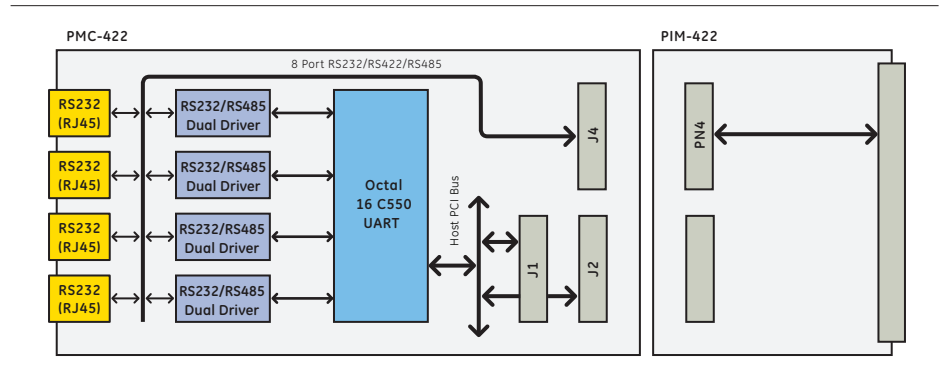 PMC-422
PIM-422
8 Port RS232/RS422/RS485
RS232
(RJ45)
RS232/RS485
Dual Driver
RS232
(RJ45)
RS232/RS485
Dual Driver
RS232
(RJ45)
RS232/RS485
Dual Driver
RS232
(RJ45)
RS232/RS485
Dual Driver
Octal
16 C550
UART
Host PCI Bus
J4
J1
J2
PN4